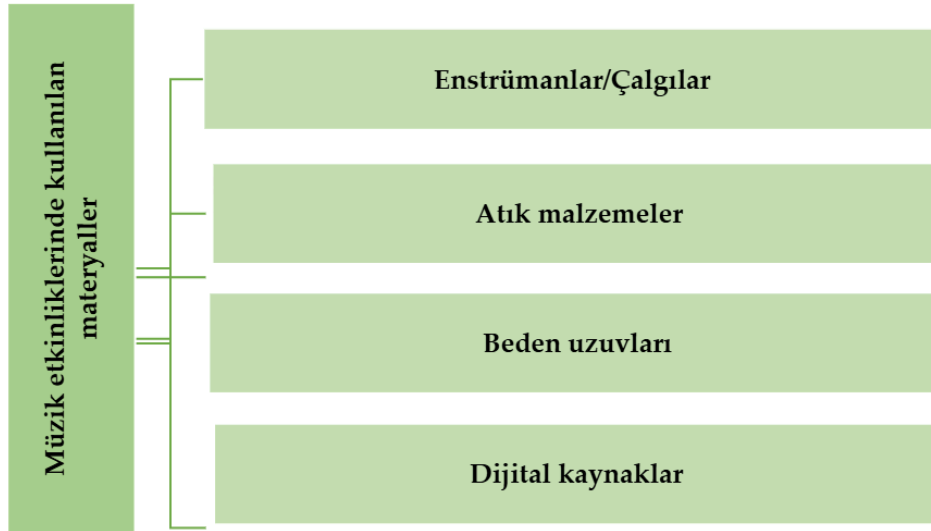 Müzik etkinliklerinde kullanılan
materyaller
Enstrümanlar/Çalgılar
Atık malzemeler
Beden uzuvları
Dijital kaynaklar